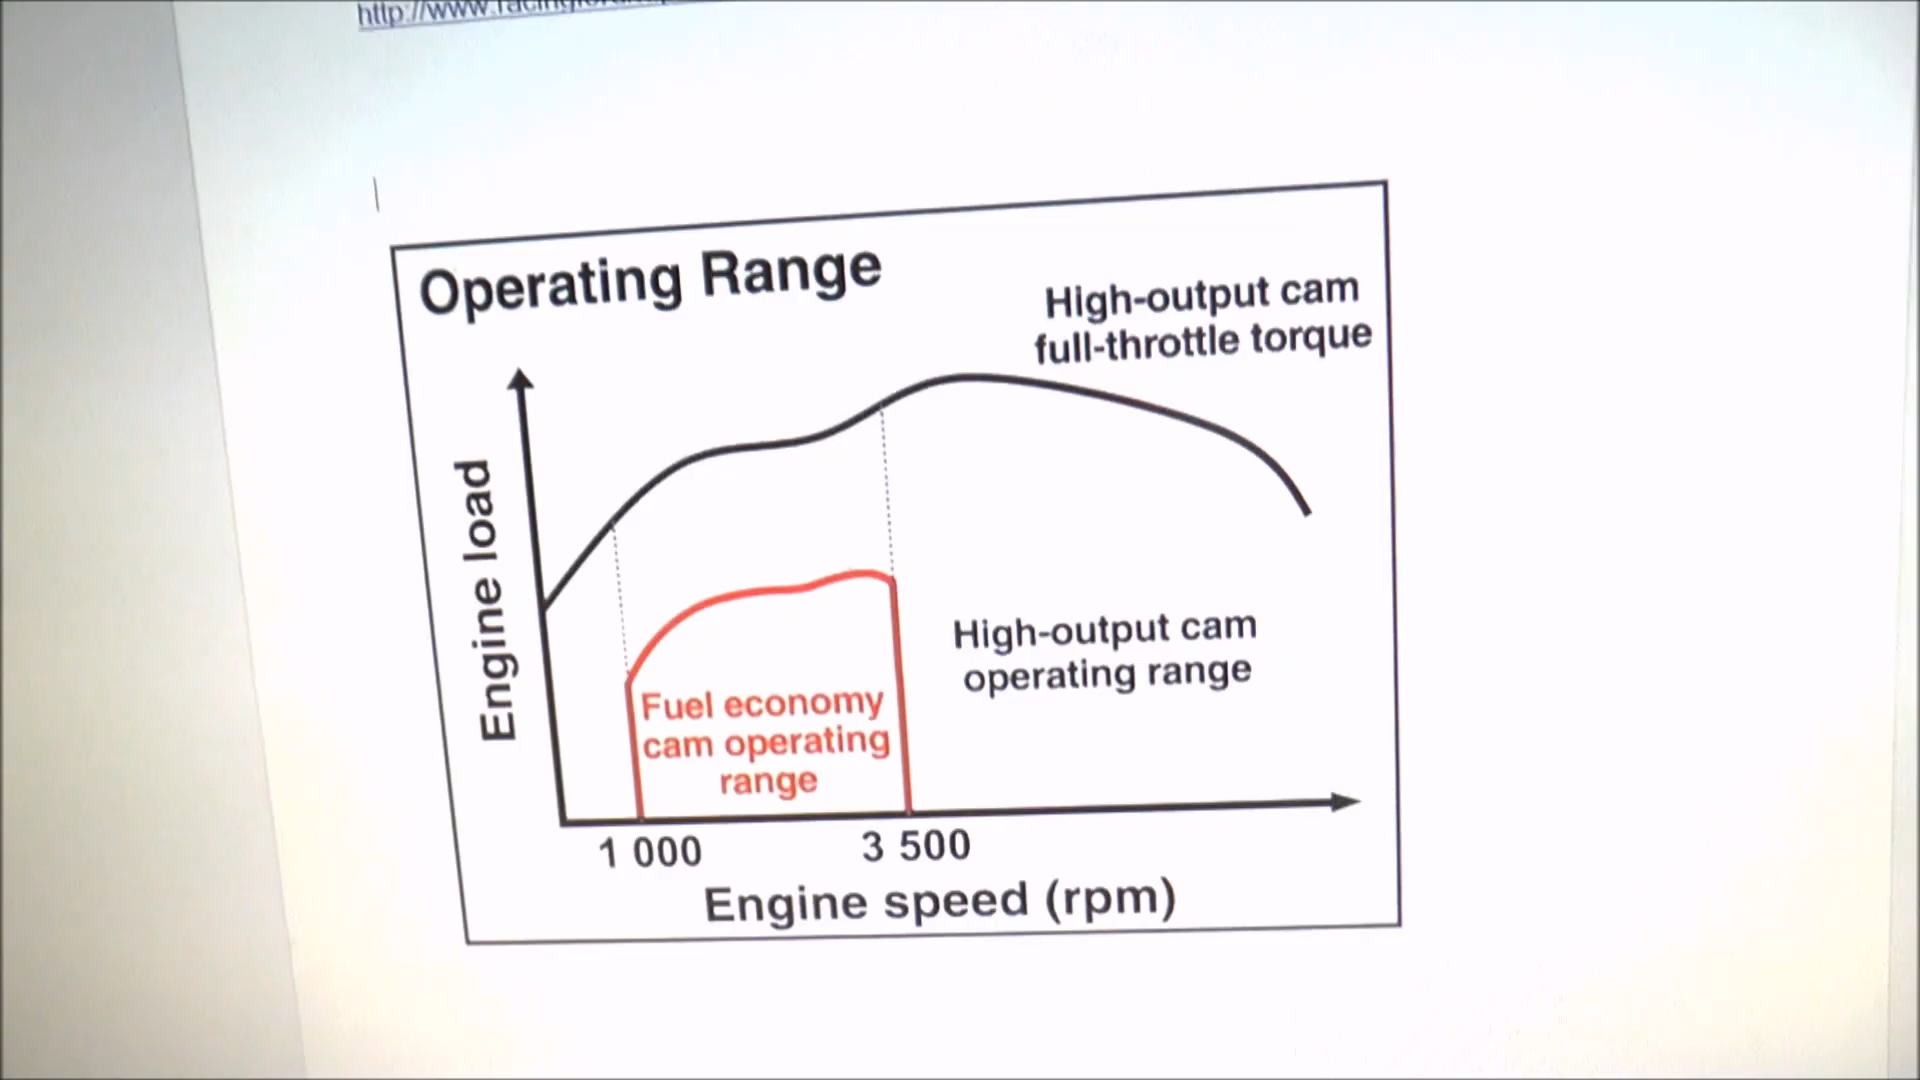 Operating Range
High-output cam
full-throttle torque
Engine load
High-output cam
operating range
Fuel economy
cam operating
range
1 000
3 500
Engine speed (rpm)